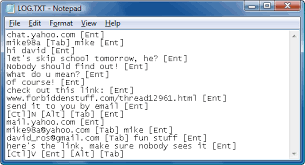 LOG.TXT - Notepad
File Edit Format View Help
chat.yahoo.com [Ent]
mike98a [Tab] mike [Ent]
hi david [Ent]
let's skip school tomorrow, he? [Ent]
Nobody should find out! [Ent]
what do u mean? [Ent]
of course! [Ent]
check out this link: [Ent]
www.forbiddenstuff.com/thread12961.html [Ent]
send it to you by email [Ent]
[Ctl]N [Ent]
mail.yahoo.com [Ent]
mike98a@yahoo.com [Tab] mike [Ent]
david_ros@gmail.com [Tab] fun stuff [Ent]
here's the link, make sure nobody sees it [Ent]
[Ctl]V [Ent] [Alt] [Tab]